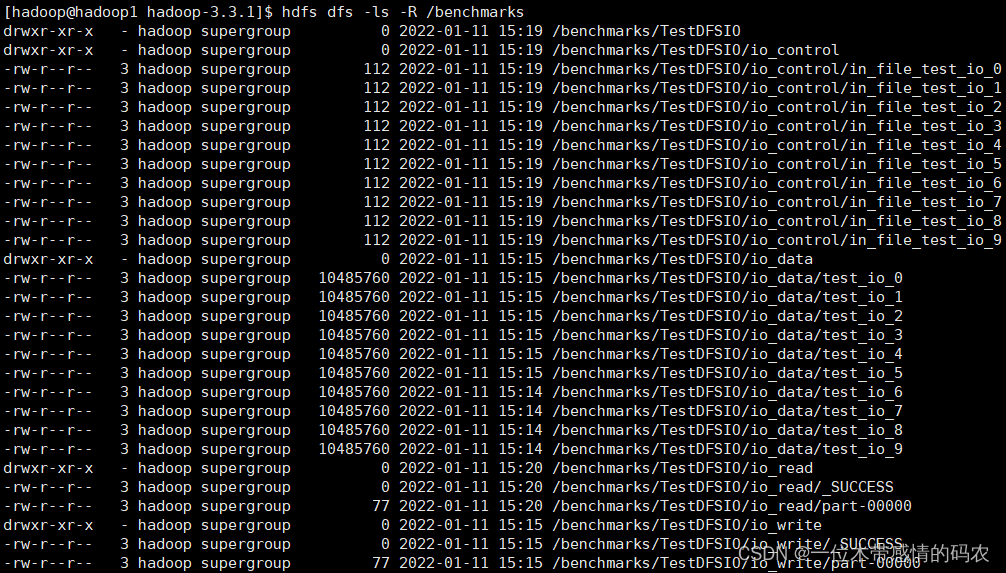 [hadoop@hadoop1 hadoop-3.3.1]$ hdfs dfs -ls -R /benchmarks
drwxr-xr-x   - hadoop supergroup          0 2022-01-11 15:19 /benchmarks/TestDFSIO
drwxr-xr-x   - hadoop supergroup          0 2022-01-11 15:19 /benchmarks/TestDFSIO/io_control
-rw-r--r--   3 hadoop supergroup        112 2022-01-11 15:19 /benchmarks/TestDFSIO/io_control/in_file_test_io_0
-rw-r--r--   3 hadoop supergroup        112 2022-01-11 15:19 /benchmarks/TestDFSIO/io_control/in_file_test_io_1
-rw-r--r--   3 hadoop supergroup        112 2022-01-11 15:19 /benchmarks/TestDFSIO/io_control/in_file_test_io_2
-rw-r--r--   3 hadoop supergroup        112 2022-01-11 15:19 /benchmarks/TestDFSIO/io_control/in_file_test_io_3
-rw-r--r--   3 hadoop supergroup        112 2022-01-11 15:19 /benchmarks/TestDFSIO/io_control/in_file_test_io_4
-rw-r--r--   3 hadoop supergroup        112 2022-01-11 15:19 /benchmarks/TestDFSIO/io_control/in_file_test_io_5
-rw-r--r--   3 hadoop supergroup        112 2022-01-11 15:19 /benchmarks/TestDFSIO/io_control/in_file_test_io_6
-rw-r--r--   3 hadoop supergroup        112 2022-01-11 15:19 /benchmarks/TestDFSIO/io_control/in_file_test_io_7
-rw-r--r--   3 hadoop supergroup        112 2022-01-11 15:19 /benchmarks/TestDFSIO/io_control/in_file_test_io_8
-rw-r--r--   3 hadoop supergroup        112 2022-01-11 15:19 /benchmarks/TestDFSIO/io_control/in_file_test_io_9
drwxr-xr-x   - hadoop supergroup          0 2022-01-11 15:15 /benchmarks/TestDFSIO/io_data
-rw-r--r--   3 hadoop supergroup   10485760 2022-01-11 15:15 /benchmarks/TestDFSIO/io_data/test_io_0
-rw-r--r--   3 hadoop supergroup   10485760 2022-01-11 15:15 /benchmarks/TestDFSIO/io_data/test_io_1
-rw-r--r--   3 hadoop supergroup   10485760 2022-01-11 15:15 /benchmarks/TestDFSIO/io_data/test_io_2
-rw-r--r--   3 hadoop supergroup   10485760 2022-01-11 15:15 /benchmarks/TestDFSIO/io_data/test_io_3
-rw-r--r--   3 hadoop supergroup   10485760 2022-01-11 15:15 /benchmarks/TestDFSIO/io_data/test_io_4
-rw-r--r--   3 hadoop supergroup   10485760 2022-01-11 15:15 /benchmarks/TestDFSIO/io_data/test_io_5
-rw-r--r--   3 hadoop supergroup   10485760 2022-01-11 15:14 /benchmarks/TestDFSIO/io_data/test_io_6
-rw-r--r--   3 hadoop supergroup   10485760 2022-01-11 15:14 /benchmarks/TestDFSIO/io_data/test_io_7
-rw-r--r--   3 hadoop supergroup   10485760 2022-01-11 15:14 /benchmarks/TestDFSIO/io_data/test_io_8
-rw-r--r--   3 hadoop supergroup   10485760 2022-01-11 15:14 /benchmarks/TestDFSIO/io_data/test_io_9
drwxr-xr-x   - hadoop supergroup          0 2022-01-11 15:20 /benchmarks/TestDFSIO/io_read
-rw-r--r--   3 hadoop supergroup          0 2022-01-11 15:20 /benchmarks/TestDFSIO/io_read/_SUCCESS
-rw-r--r--   3 hadoop supergroup         77 2022-01-11 15:20 /benchmarks/TestDFSIO/io_read/part-00000
drwxr-xr-x   - hadoop supergroup          0 2022-01-11 15:15 /benchmarks/TestDFSIO/io_write
-rw-r--r--   3 hadoop supergroup          0 2022-01-11 15:15 /benchmarks/TestDFSIO/io_write/_SUCCESS
-rw-r--r--   3 hadoop supergroup         77 2022-01-11 15:15 /benchmarks/TestDFSIO/io_write/part-00000
CSDN @一位木带感情的码农